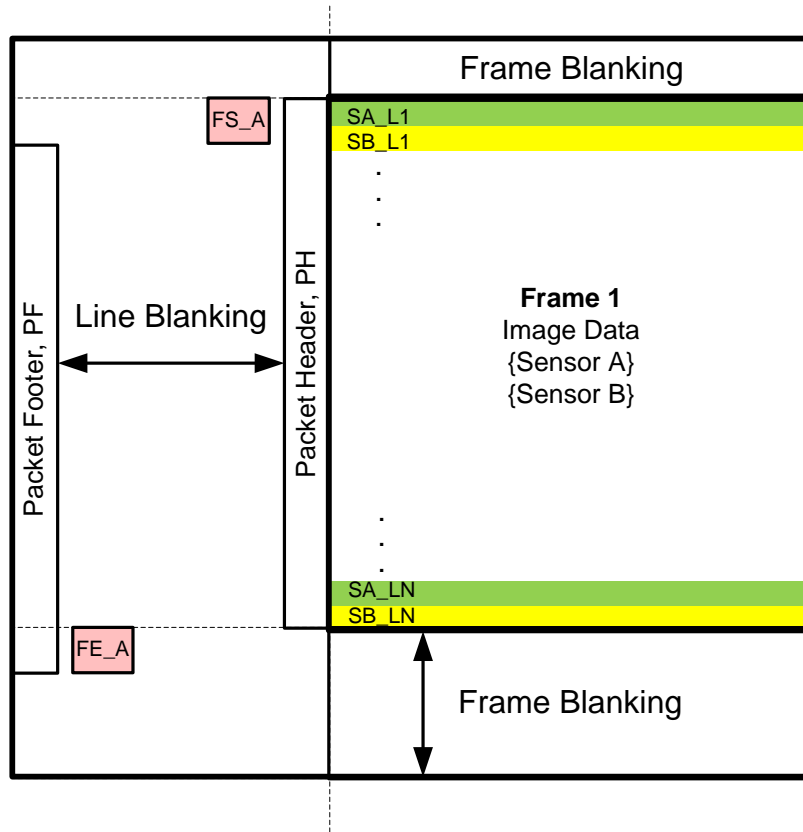 Frame Blanking
FS_A
SA_L1
SB_L1
.
.
.
Packet Footer, PF
Line Blanking
Packet Header, PH
Frame 1
Image Data
{Sensor A}
{Sensor B}
.
.
.
SA_LN
SB_LN
FE_A
Frame Blanking